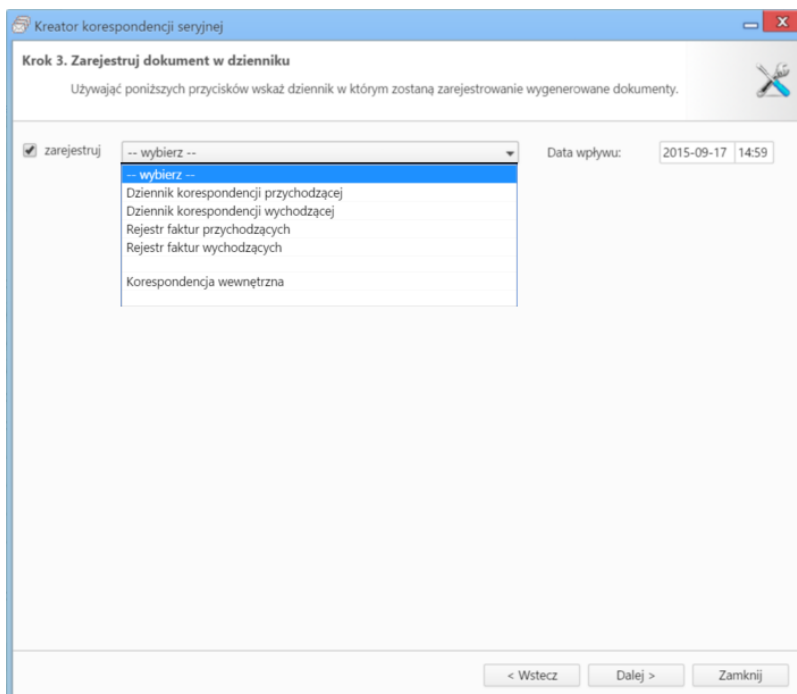 Kreator korespondencji seryjnej
Krok 3. Zarejestruj dokument w dzienniku
Używając poniższych przycisków wskaż dziennik w którym zostaną zarejestrowanie wygenerowane dokumenty.
zarejestruj -- wybierz -- Data wpływu: 2015-09-17 14:59
-- wybierz --
Dziennik korespondencji przychodzącej
Dziennik korespondencji wychodzącej
Rejestr faktur przychodzących
Rejestr faktur wychodzących
Korespondencja wewnętrzna
< Wstecz Dalej > Zamknij